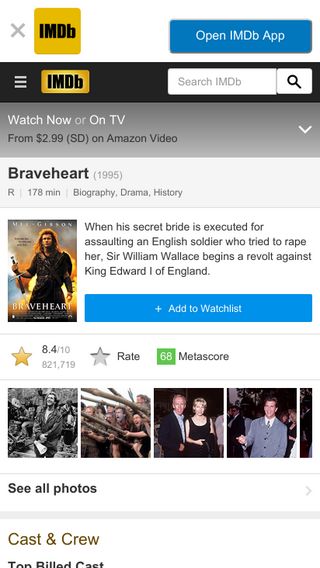 IMDb
Open IMDb App
IMDb
Search IMDb
Watch Now or On TV
From $2.99 (SD) on Amazon Video
Braveheart (1995)
R | 178 min | Biography, Drama, History
MEL GIBSON
BRAVEHEART
When his secret bride is executed for
assaulting an English soldier who tried to rape
her, Sir William Wallace begins a revolt against
King Edward I of England.
+ Add to Watchlist
8.4/10
821,719
Rate
68 Metascore
See all photos
Cast & Crew
Top Billed Cast